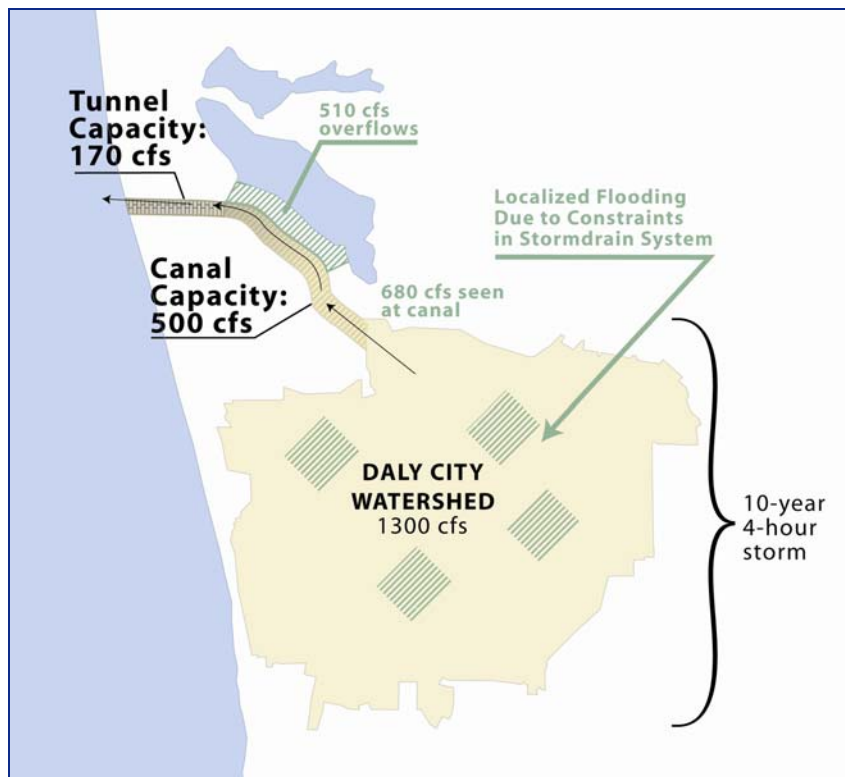 Tunnel
Capacity:
170 cfs
510 cfs
overflows
Localized Flooding
Due to Constraints
in Stormdrain System
Canal
Capacity:
500 cfs
680 cfs seen
at canal
DALY CITY
WATERSHED
1300 cfs
10-year
4-hour
storm